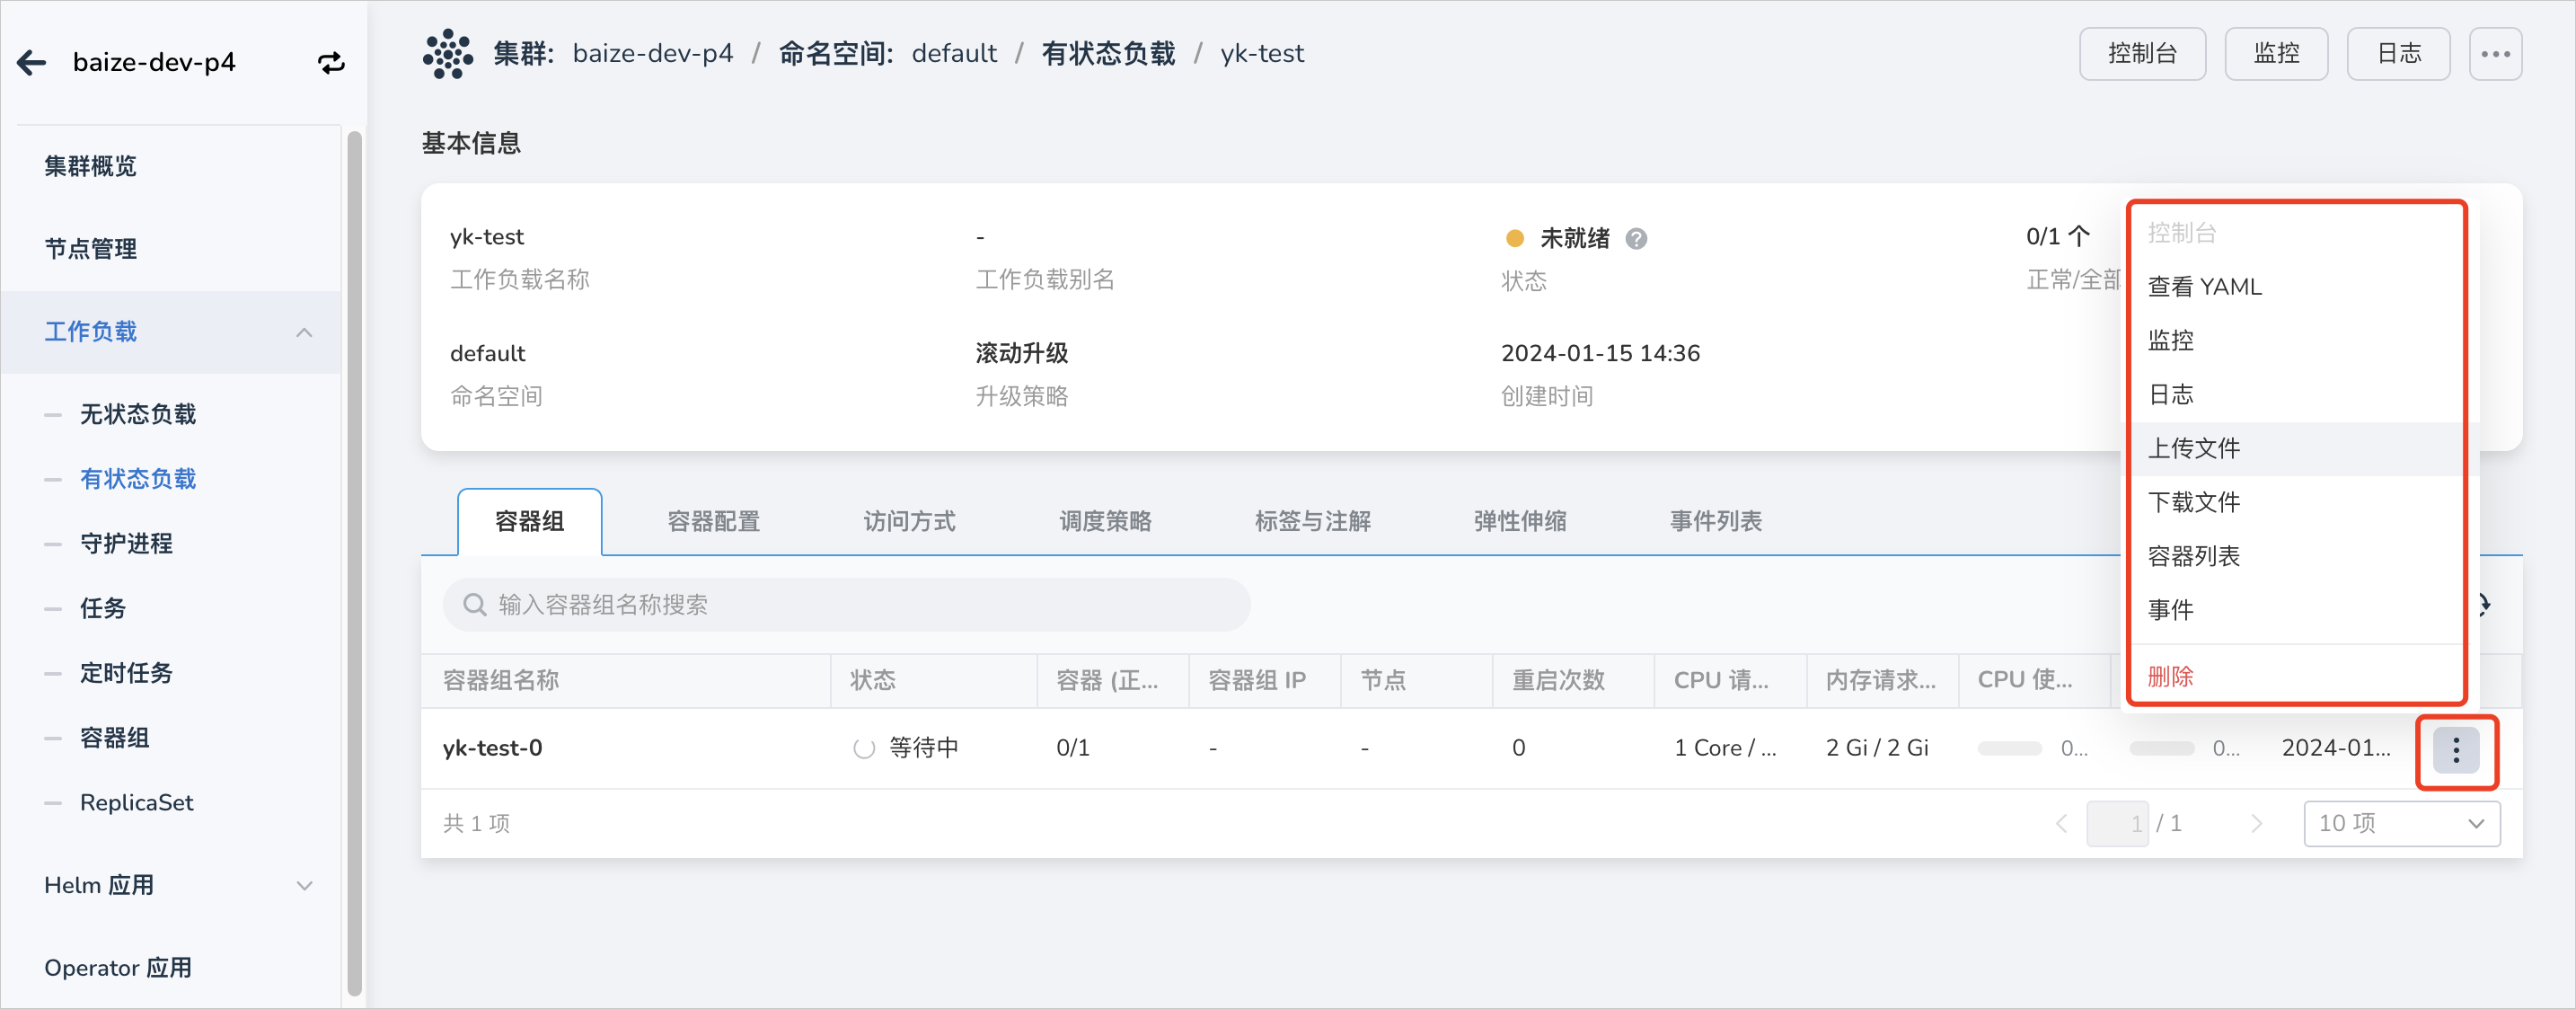 baize-dev-p4
集群概览
节点管理
工作负载
无状态负载
有状态负载
守护进程
任务
定时任务
容器组
ReplicaSet
Helm 应用
Operator 应用
集群: baize-dev-p4 / 命名空间: default / 有状态负载 / yk-test
控制台 监控 日志
基本信息
yk-test - 未就绪 ? 0/1 个
工作负载名称 工作负载别名 状态 正常/全部
default 滚动升级 2024-01-15 14:36
命名空间 升级策略 创建时间
控制台
查看 YAML
监控
日志
上传文件
下载文件
容器列表
事件
删除
容器组 容器配置 访问方式 调度策略 标签与注解 弹性伸缩 事件列表
输入容器组名称搜索
容器组名称 状态 容器 (正... 容器组 IP 节点 重启次数 CPU 请... 内存请求... CPU 使...
yk-test-0 等待中 0/1 - - 0 1 Core / ... 2 Gi / 2 Gi 0... 0... 2024-01...
共 1 项 1 / 1 10 项